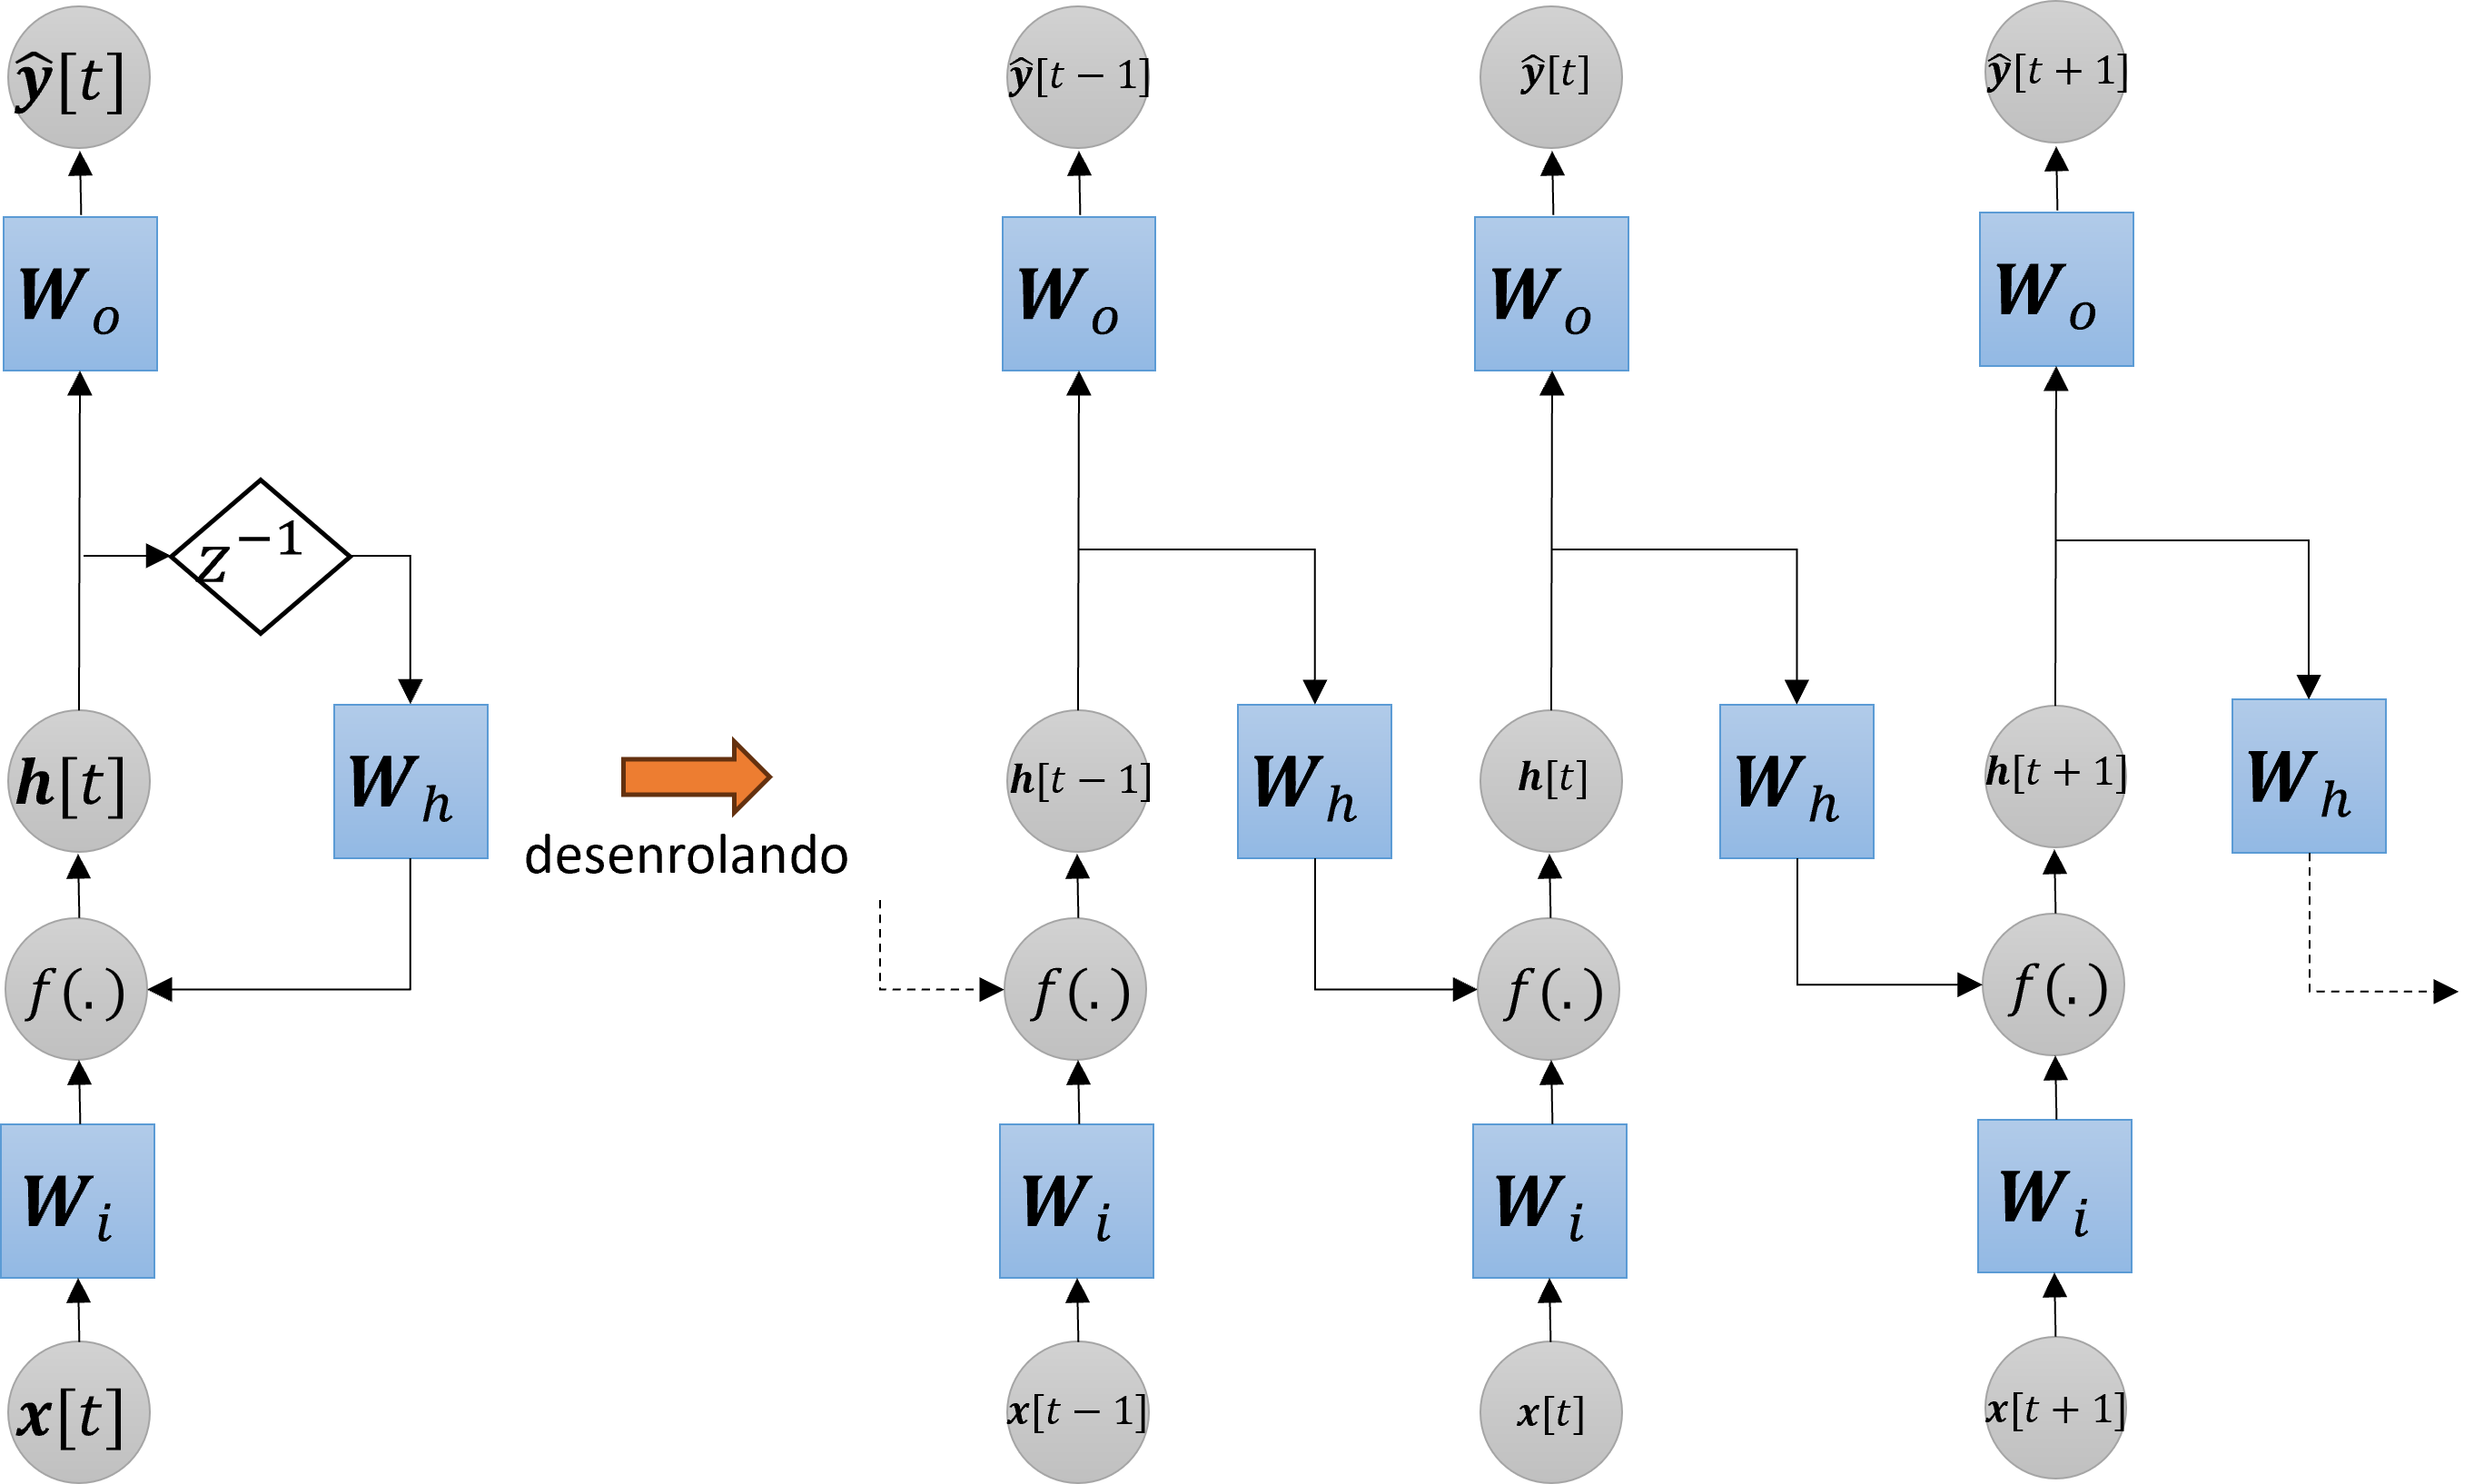 ŷ[t]
W_o
z^{-1}
h[t]
W_h
f(.)
W_i
x[t]
desenrolando
ŷ[t − 1]
W_o
h[t − 1]
W_h
f(.)
W_i
x[t − 1]
ŷ[t]
W_o
h[t]
W_h
f(.)
W_i
x[t]
ŷ[t + 1]
W_o
h[t + 1]
W_h
f(.)
W_i
x[t + 1]